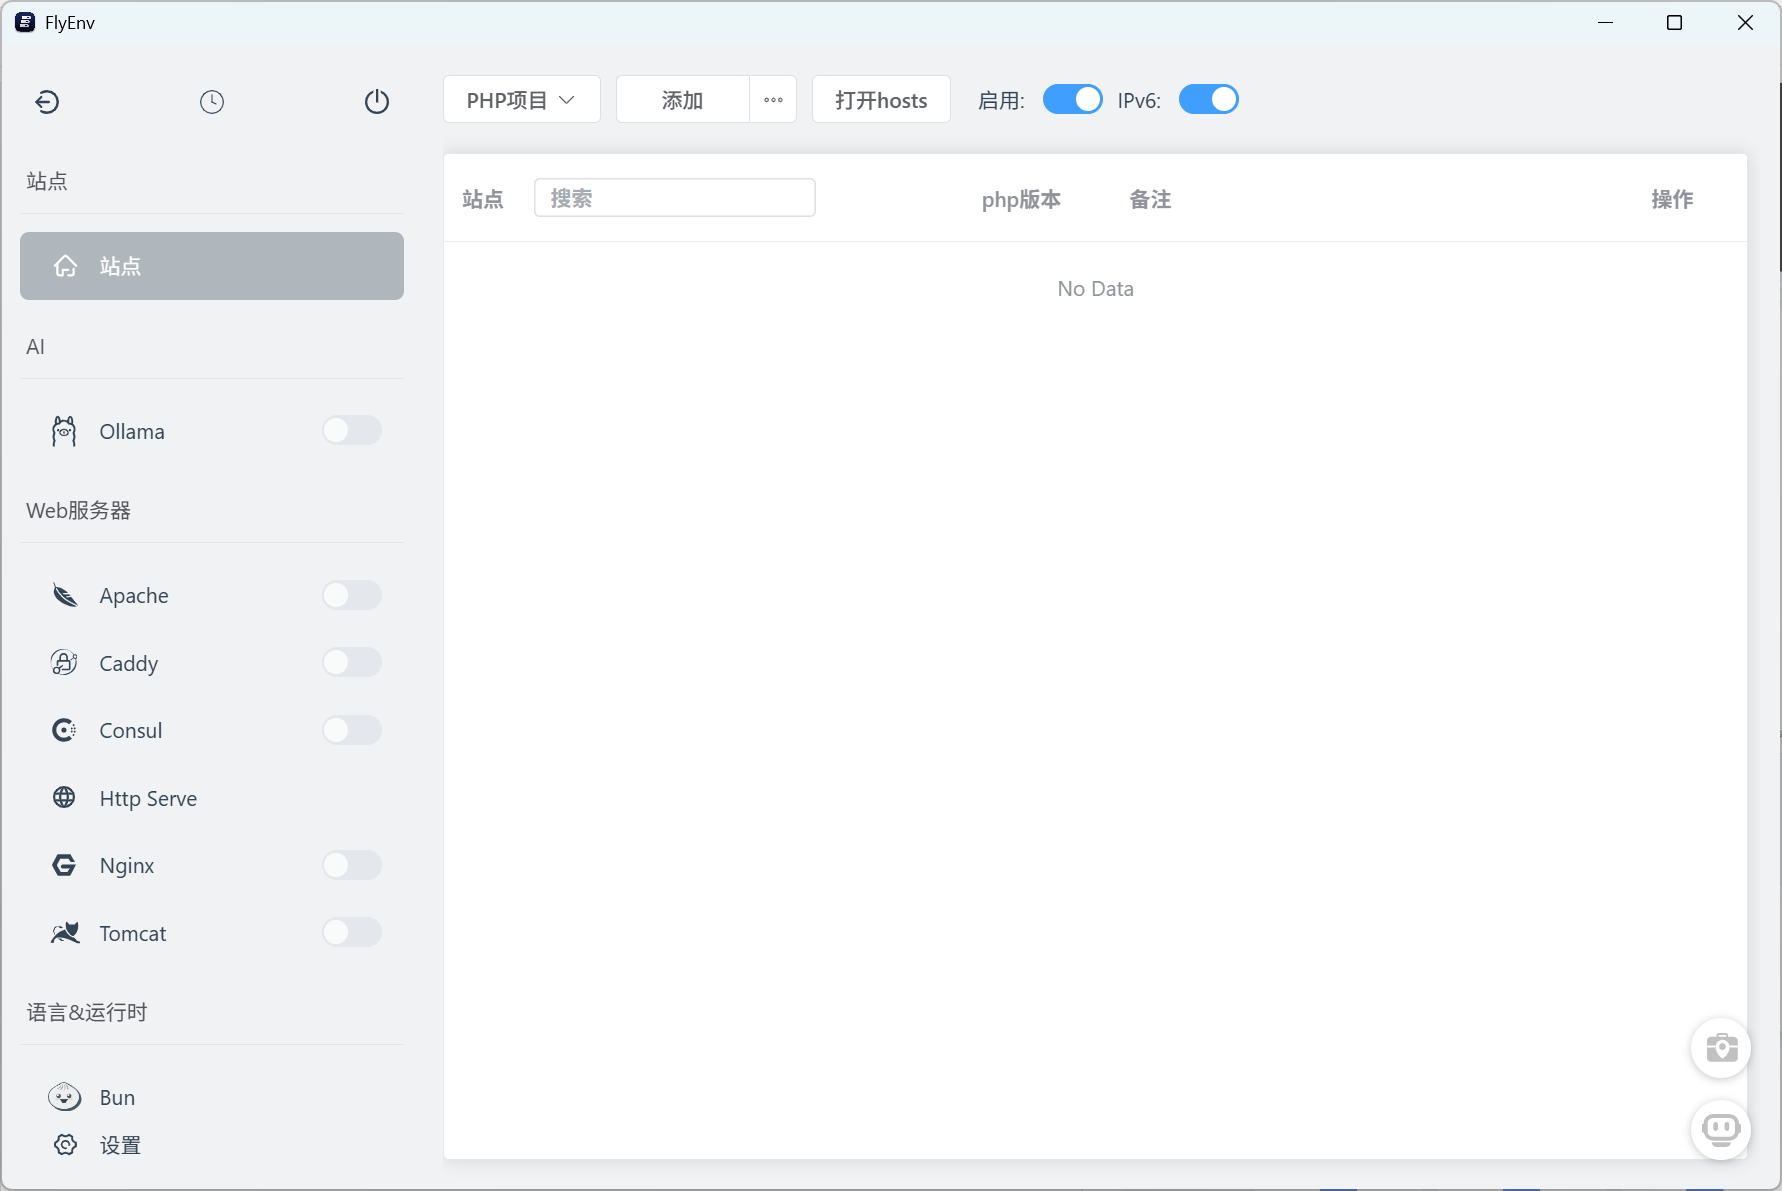 FlyEnv
PHP项目
添加
打开hosts
启用:
IPv6:
站点
站点
AI
Ollama
Web服务器
Apache
Caddy
Consul
Http Serve
Nginx
Tomcat
语言&运行时
Bun
设置
站点
搜索
php版本
备注
操作
No Data